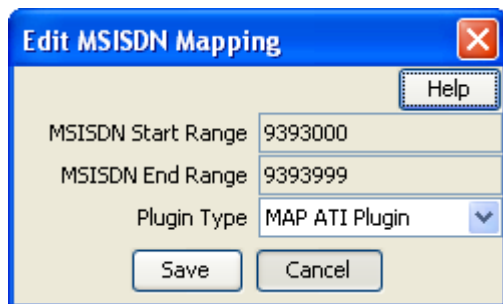 Edit MSISDN Mapping
Help
MSISDN Start Range 9393000
MSISDN End Range 9393999
Plugin Type MAP ATI Plugin
Save Cancel